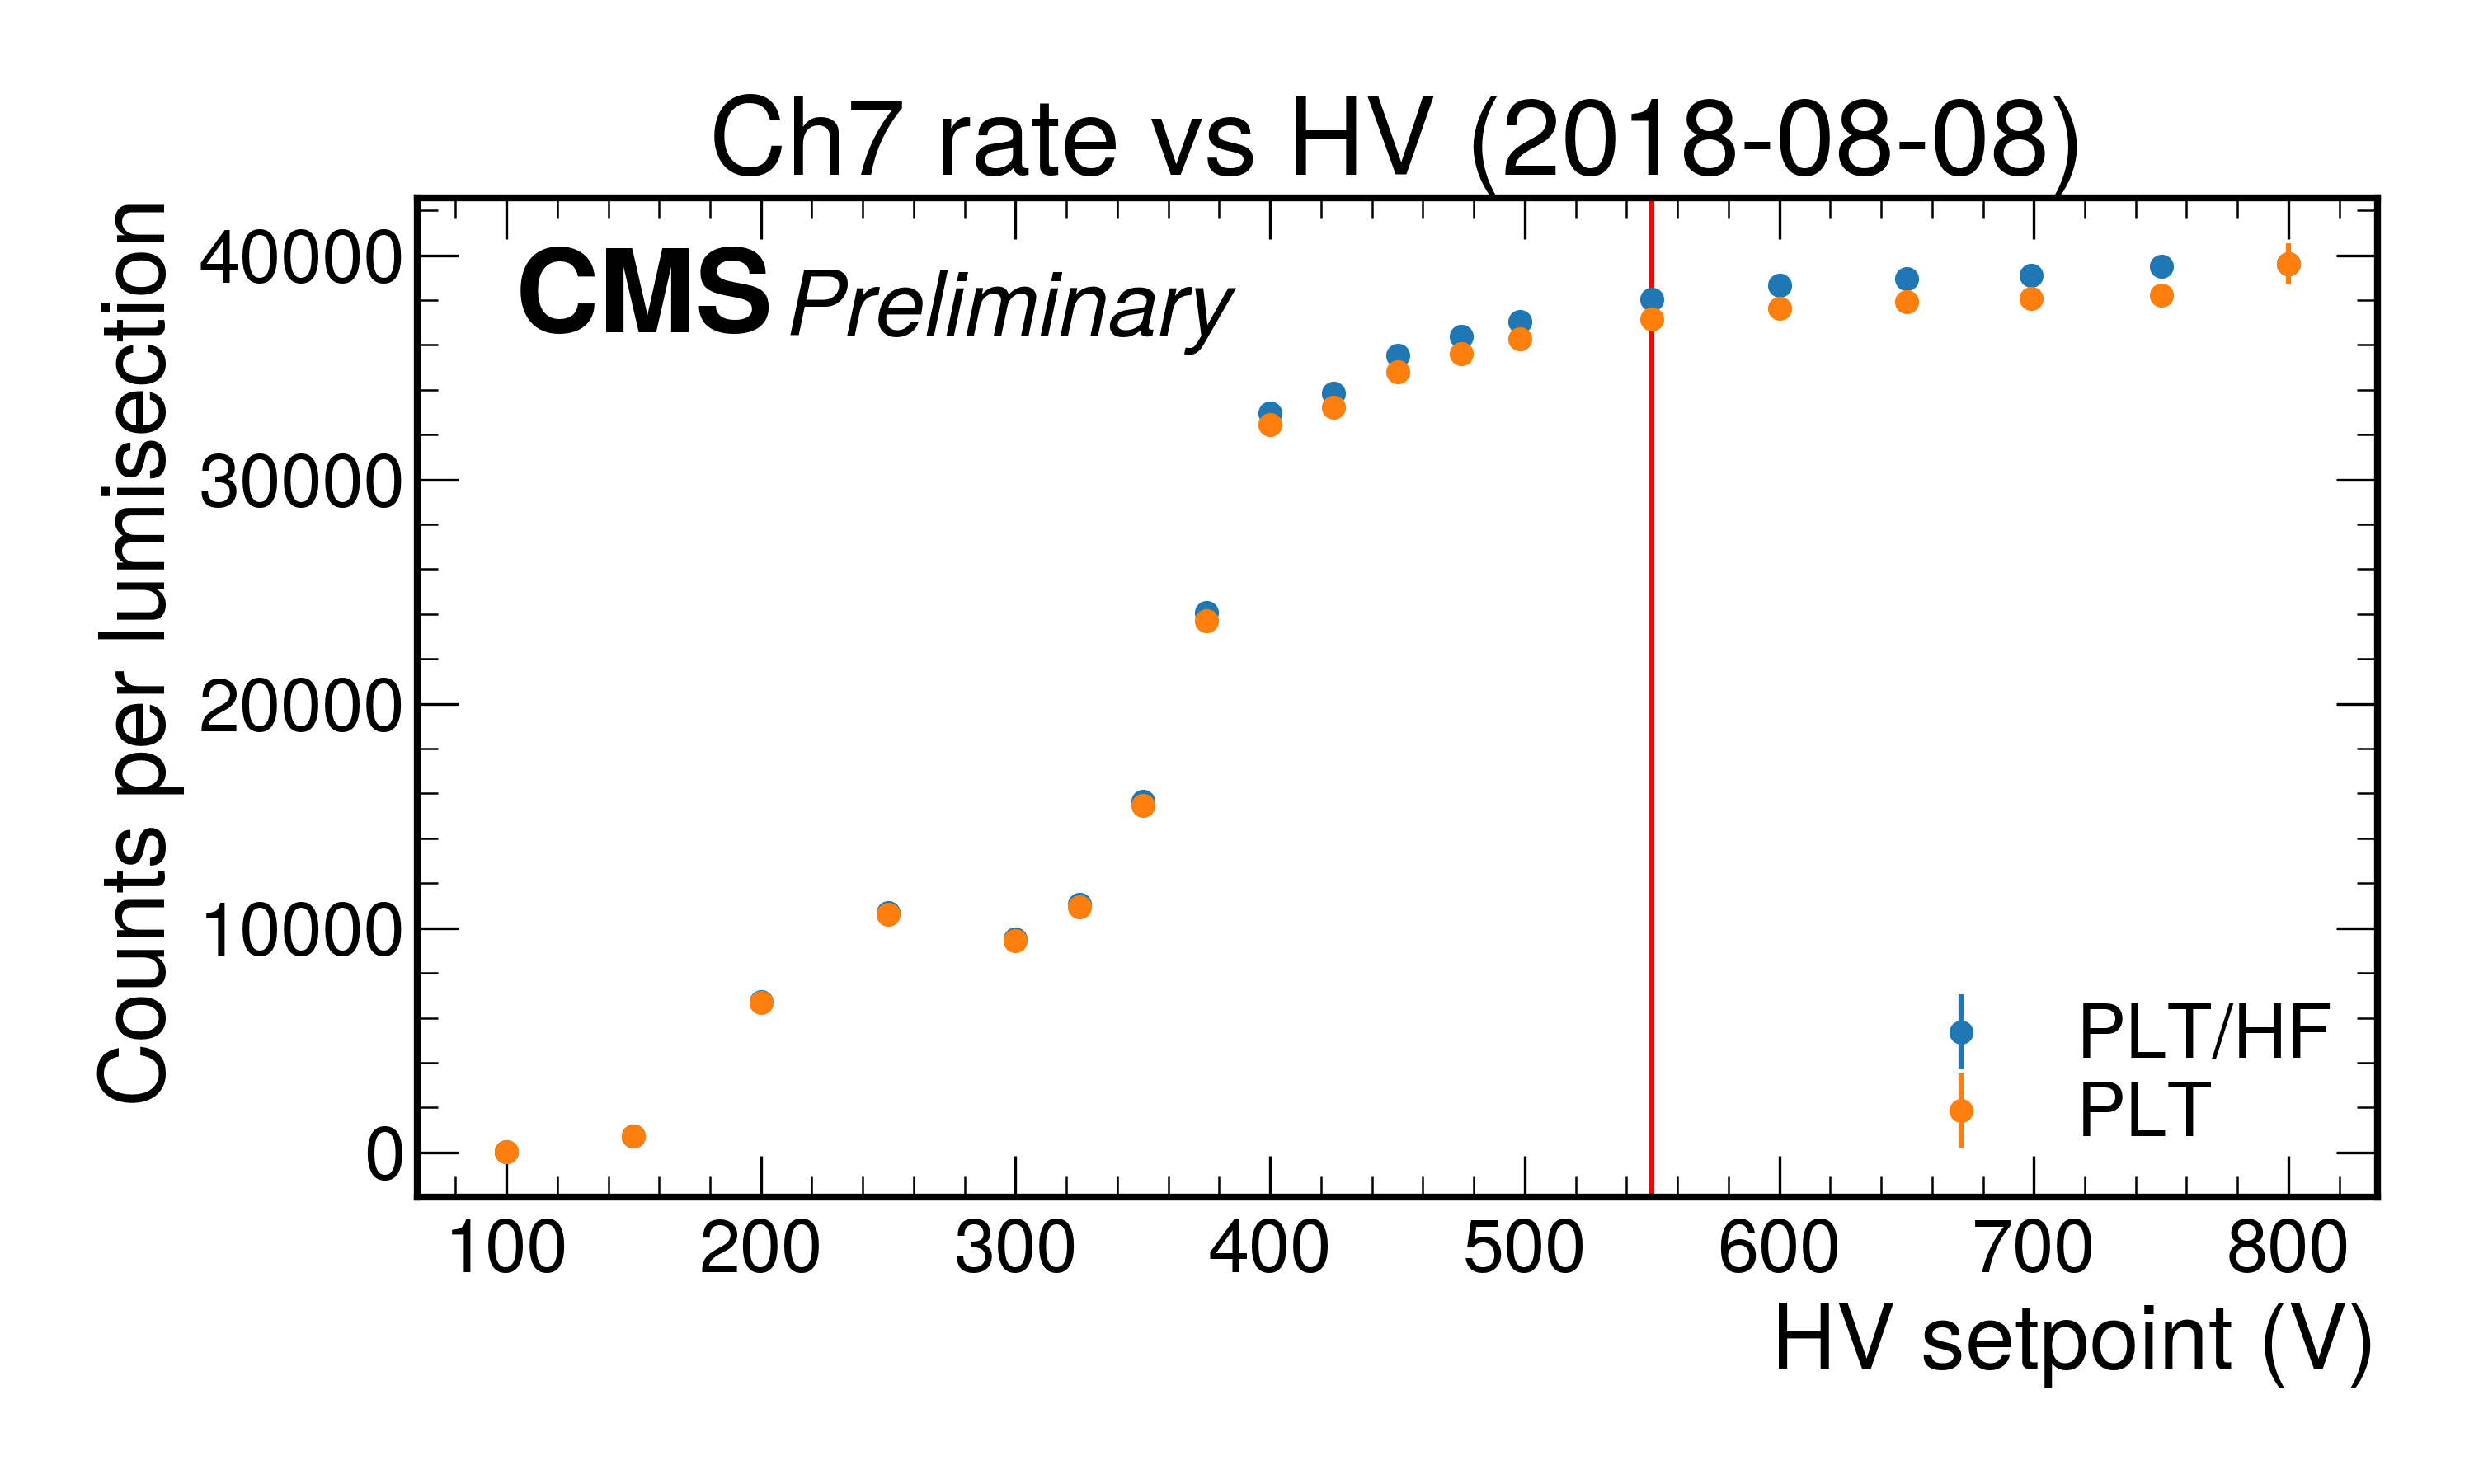 Ch7 rate vs HV (2018-08-08)
CMS Preliminary
Counts per lumisection
40000
30000
20000
10000
0
PLT/HF
PLT
100 200 300 400 500 600 700 800
HV setpoint (V)